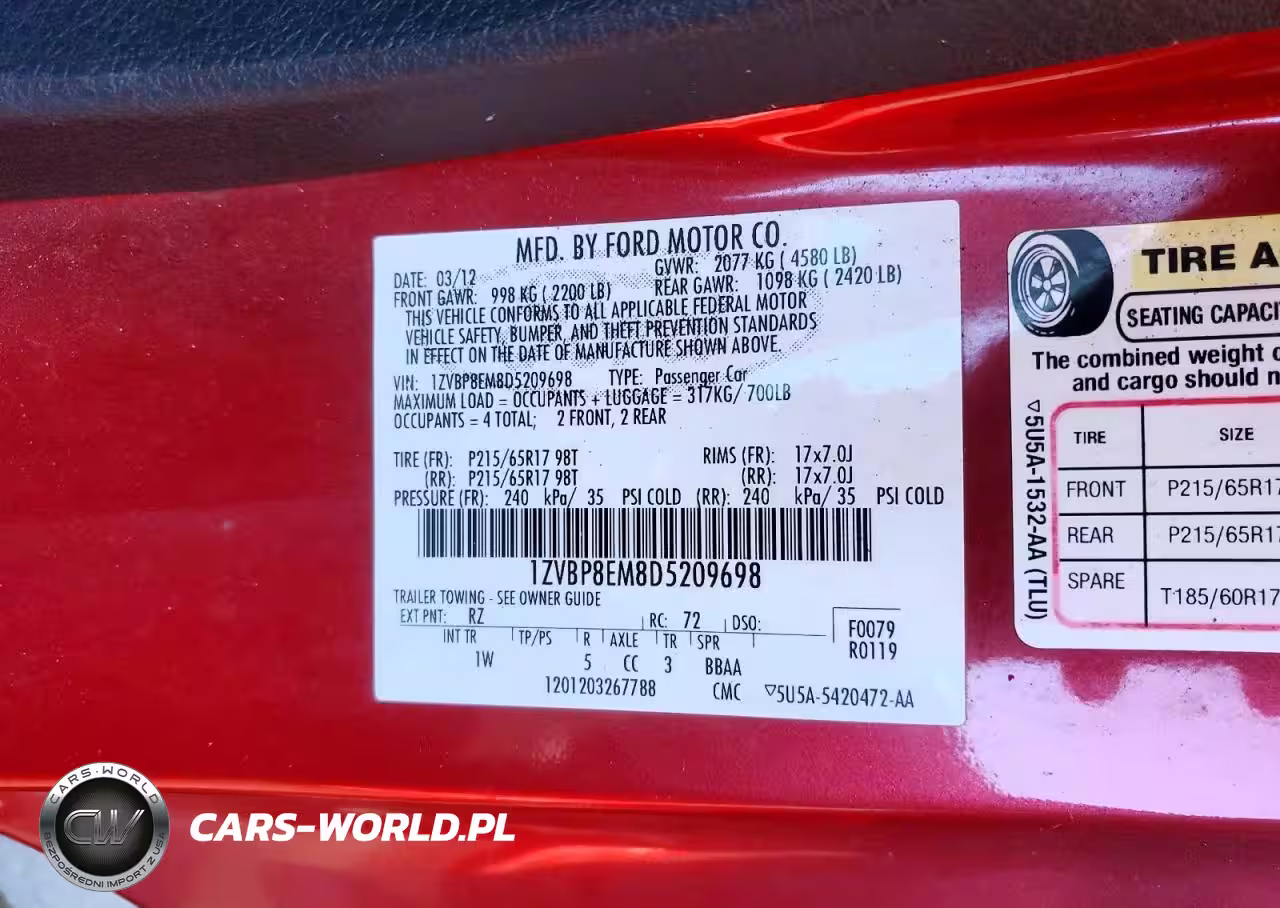 MFD. BY FORD MOTOR CO.
DATE: 03/12 GVWR: 2077 KG ( 4580 LB)
FRONT GAWR: 998 KG ( 2200 LB) REAR GAWR: 1098 KG ( 2420 LB)
THIS VEHICLE CONFORMS TO ALL APPLICABLE FEDERAL MOTOR
VEHICLE SAFETY, BUMPER, AND THEFT PREVENTION STANDARDS
IN EFFECT ON THE DATE OF MANUFACTURE SHOWN ABOVE.
VIN: 1ZVBP8EM8D5209698 TYPE: Passenger Car
MAXIMUM LOAD = OCCUPANTS + LUGGAGE = 317KG/ 700LB
OCCUPANTS = 4 TOTAL; 2 FRONT, 2 REAR
TIRE (FR): P215/65R17 98T RIMS (FR): 17x7.0J
(RR): P215/65R17 98T (RR): 17x7.0J
PRESSURE (FR): 240 kPa/ 35 PSI COLD (RR): 240 kPa/ 35 PSI COLD
1ZVBP8EM8D5209698
TRAILER TOWING - SEE OWNER GUIDE
EXT PNT: RZ RC: 72 DSO:
INT TR TP/PS R AXLE TR SPR
1W 5 CC 3 BBAA
F0079
R0119
1201203267788 CMC ▽5U5A-5420472-AA
TIRE A
SEATING CAPACI
The combined weight o
and cargo should n
TIRE SIZE
FRONT P215/65R17
REAR P215/65R17
SPARE T185/60R17
▽5U5A-1532-AA (TLU)
CARS-WORLD
CW
BEZPOŚREDNI IMPORT Z USA
CARS-WORLD.PL